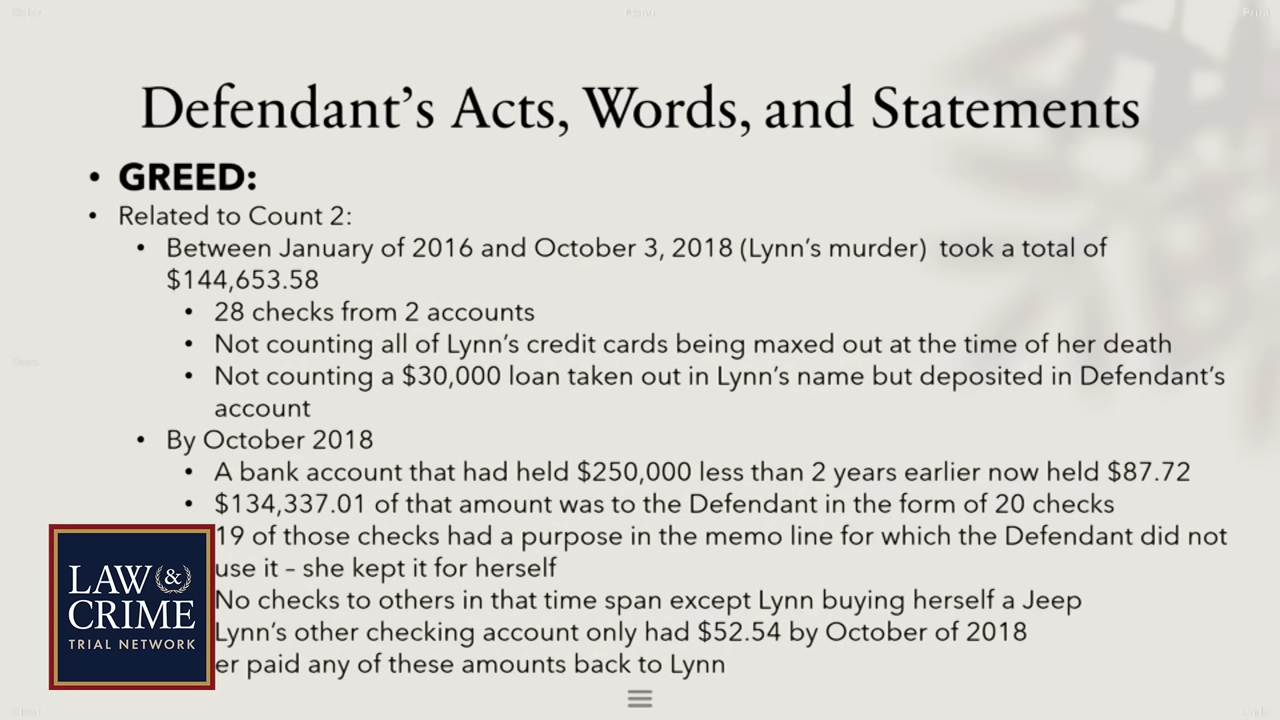 Defendant's Acts, Words, and Statements
• GREED:
• Related to Count 2:
• Between January of 2016 and October 3, 2018 (Lynn's murder) took a total of
$144,653.58
• 28 checks from 2 accounts
• Not counting all of Lynn's credit cards being maxed out at the time of her death
• Not counting a $30,000 loan taken out in Lynn's name but deposited in Defendant's
account
• By October 2018
• A bank account that had held $250,000 less than 2 years earlier now held $87.72
• $134,337.01 of that amount was to the Defendant in the form of 20 checks
19 of those checks had a purpose in the memo line for which the Defendant did not
use it – she kept it for herself
No checks to others in that time span except Lynn buying herself a Jeep
Lynn's other checking account only had $52.54 by October of 2018
er paid any of these amounts back to Lynn
LAW &
CRIME
TRIAL NETWORK
Print